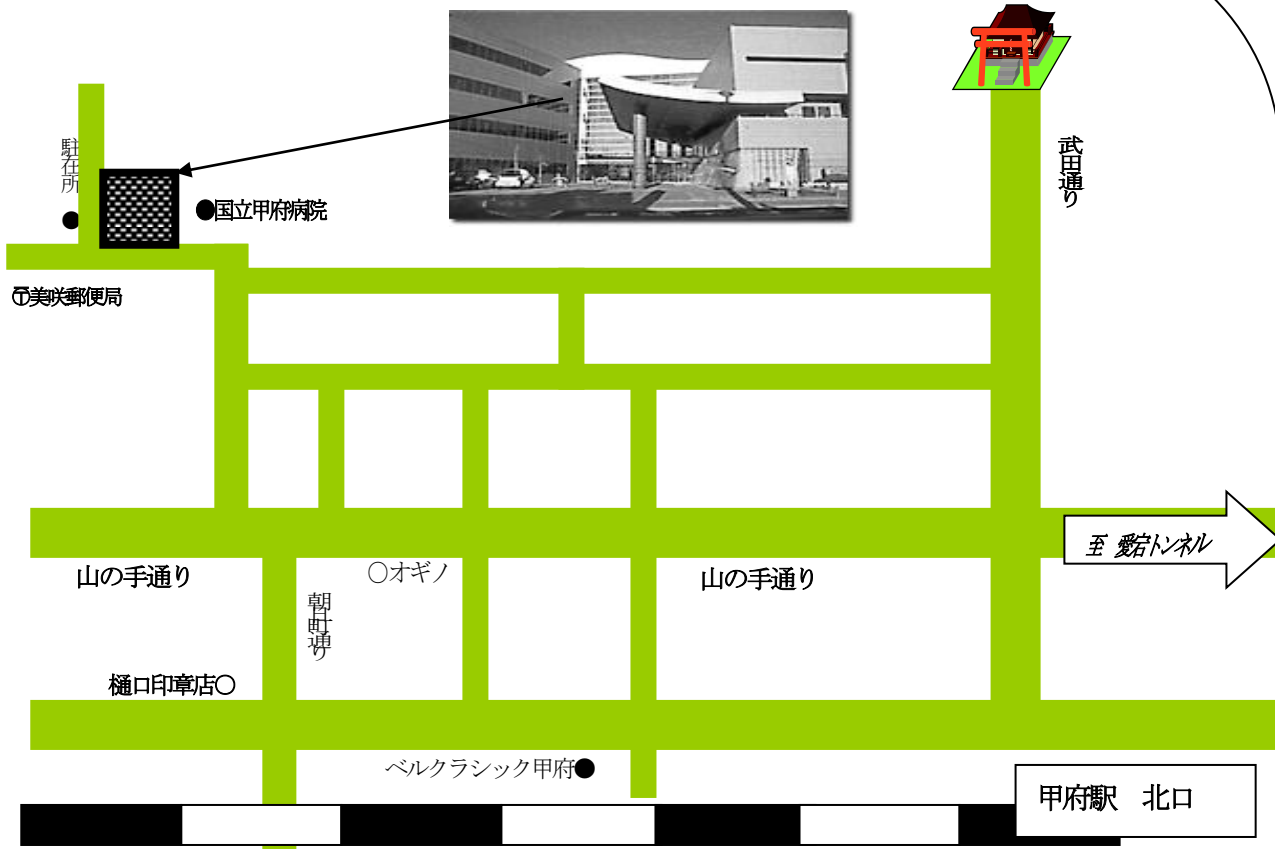 武田通り
駐在所
●国立甲府病院
〒美咲郵便局
至 愛宕トンネル
山の手通り
○オギノ
山の手通り
朝日町通り
樋口印章店○
ベルクラシック甲府●
甲府駅 北口